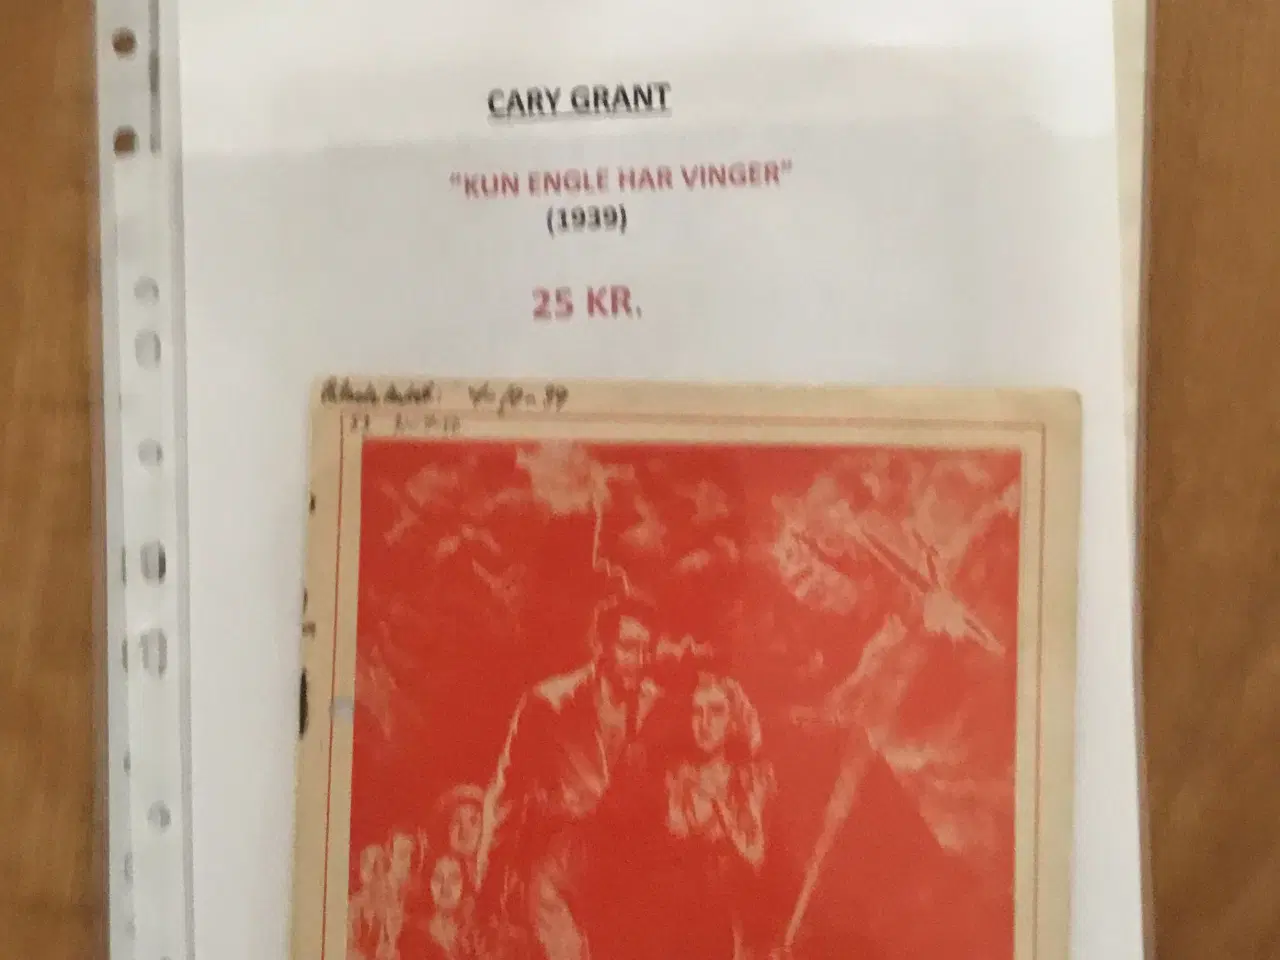 CARY GRANT
"KUN ENGLE HAR VINGER"
(1939)
25 KR.